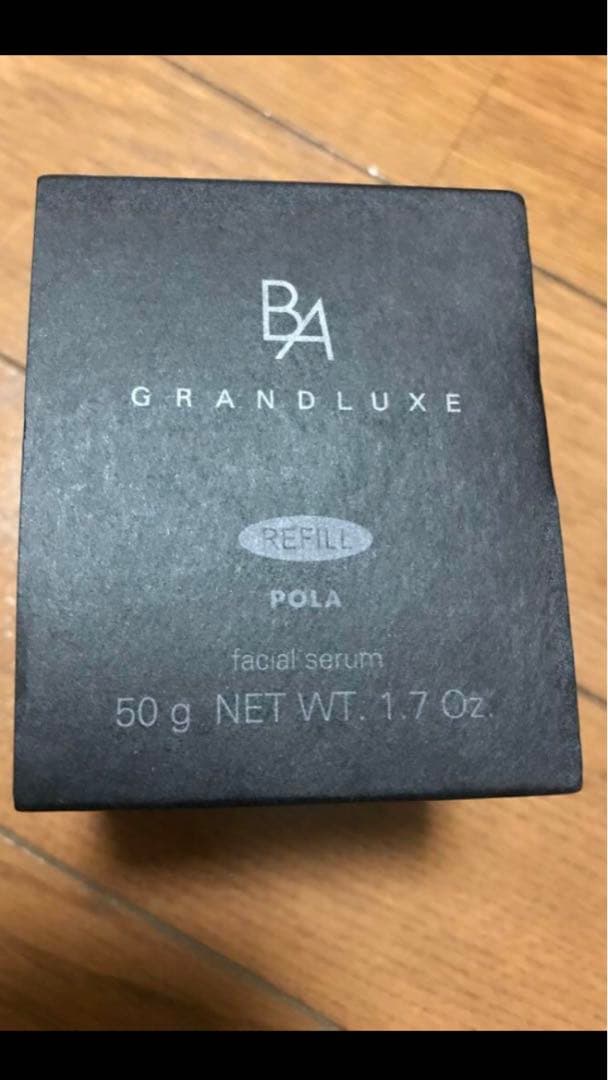 BA
GRANDLUXE
REFILL
POLA
facial serum
50 g NET WT. 1.7 Oz.